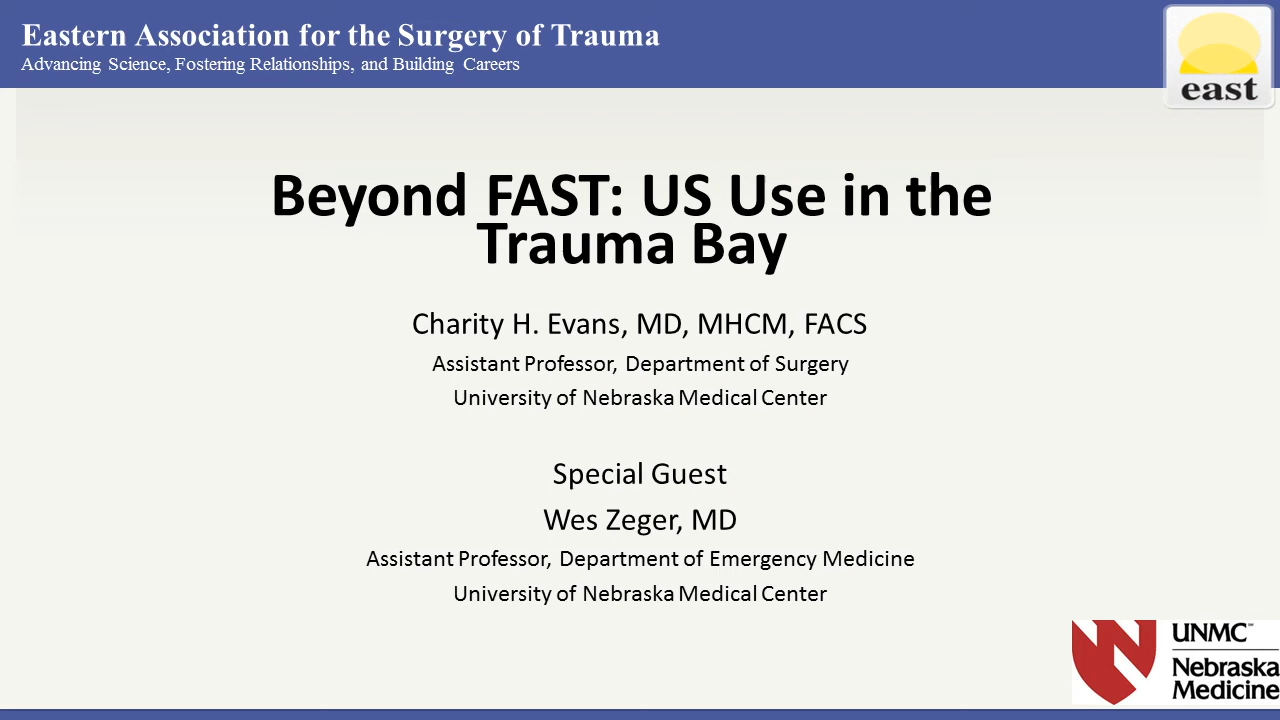 Eastern Association for the Surgery of Trauma
Advancing Science, Fostering Relationships, and Building Careers
east
Beyond FAST: US Use in the
Trauma Bay
Charity H. Evans, MD, MHCM, FACS
Assistant Professor, Department of Surgery
University of Nebraska Medical Center
Special Guest
Wes Zeger, MD
Assistant Professor, Department of Emergency Medicine
University of Nebraska Medical Center
UNMC℠
Nebraska
Medicine